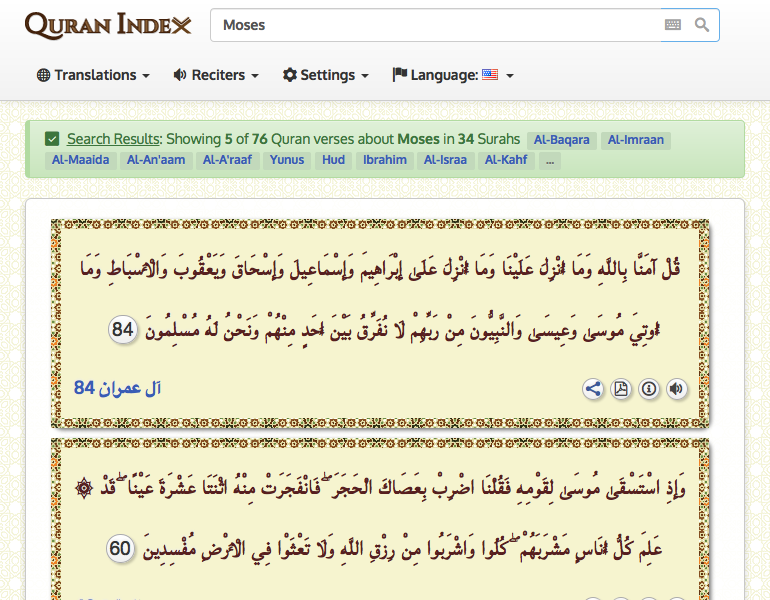 QURAN INDEX
Moses
Translations Reciters Settings Language:
Search Results: Showing 5 of 76 Quran verses about Moses in 34 Surahs Al-Baqara Al-Imraan
Al-Maaida Al-An'aam Al-A'raaf Yunus Hud Ibrahim Al-Israa Al-Kahf ...
قُلْ آمَنَّا بِاللَّهِ وَمَا أُنْزِلَ عَلَيْنَا وَمَا أُنْزِلَ عَلَىٰ إِبْرَاهِيمَ وَإِسْمَاعِيلَ وَإِسْحَاقَ وَيَعْقُوبَ وَالْأَسْبَاطِ وَمَا
أُوتِيَ مُوسَىٰ وَعِيسَىٰ وَالنَّبِيُّونَ مِنْ رَبِّهِمْ لَا نُفَرِّقُ بَيْنَ أَحَدٍ مِنْهُمْ وَنَحْنُ لَهُ مُسْلِمُونَ 84
آل عمران 84
۞ وَإِذِ اسْتَسْقَىٰ مُوسَىٰ لِقَوْمِهِ فَقُلْنَا اضْرِبْ بِعَصَاكَ الْحَجَرَ ۖ فَانْفَجَرَتْ مِنْهُ اثْنَتَا عَشْرَةَ عَيْنًا ۖ قَدْ
عَلِمَ كُلُّ أُنَاسٍ مَشْرَبَهُمْ ۖ كُلُوا وَاشْرَبُوا مِنْ رِزْقِ اللَّهِ وَلَا تَعْثَوْا فِي الْأَرْضِ مُفْسِدِينَ 60